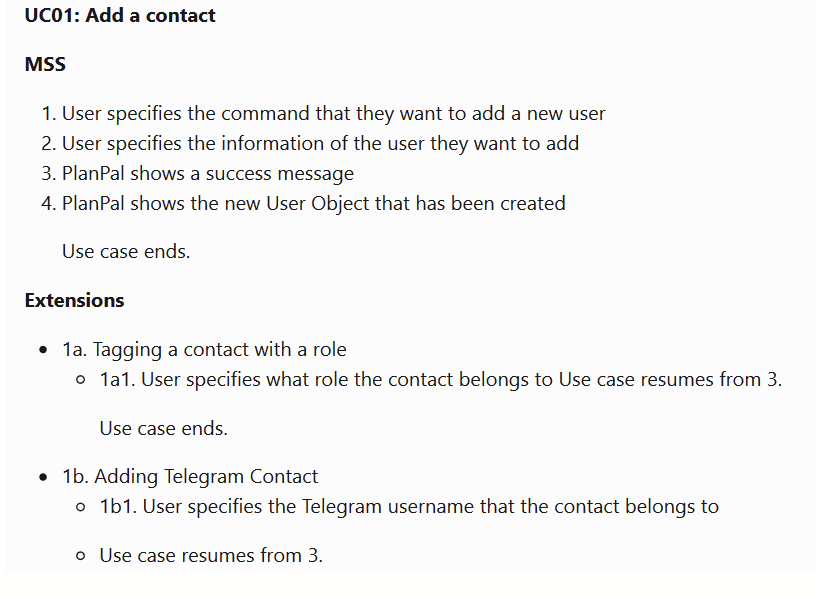 UC01: Add a contact
MSS
1. User specifies the command that they want to add a new user
2. User specifies the information of the user they want to add
3. PlanPal shows a success message
4. PlanPal shows the new User Object that has been created
Use case ends.
Extensions
• 1a. Tagging a contact with a role
○ 1a1. User specifies what role the contact belongs to Use case resumes from 3.
Use case ends.
• 1b. Adding Telegram Contact
○ 1b1. User specifies the Telegram username that the contact belongs to
○ Use case resumes from 3.